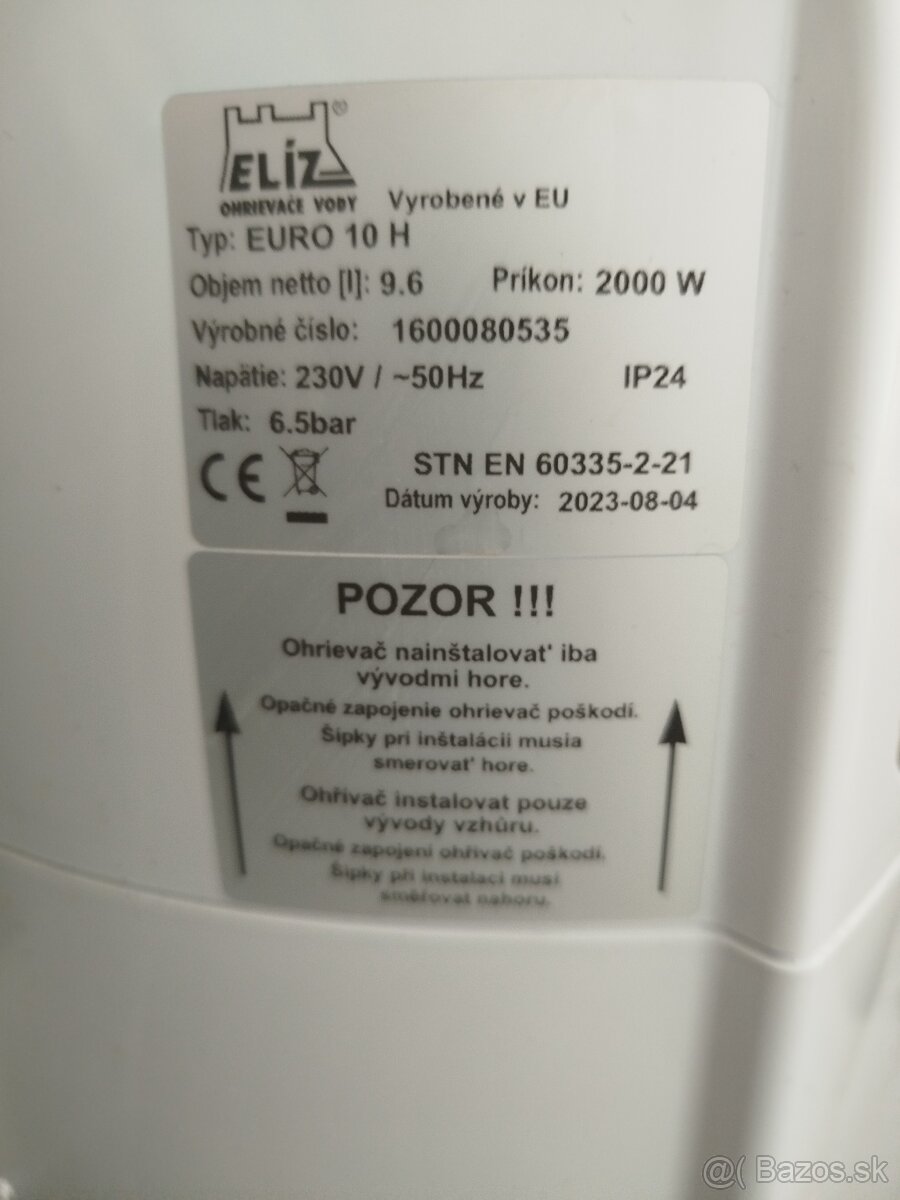 ELÍZ®
OHRIEVAČE VODY Vyrobené v EU
Typ: EURO 10 H
Objem netto [l]: 9.6 Príkon: 2000 W
Výrobné číslo: 1600080535
Napätie: 230V / ~50Hz IP24
Tlak: 6.5bar
CE STN EN 60335-2-21
Dátum výroby: 2023-08-04
POZOR !!!
Ohrievač nainštalovat' iba
vývodmi hore.
Opačné zapojenie ohrievač poškodí.
Šípky pri inštalácii musia
smerovat' hore.
Ohřívač instalovat pouze
vývody vzhůru.
Opačné zapojení ohřívač poškodí.
Šipky při instalaci musí
směřovat nahoru.
@( Bazos.sk